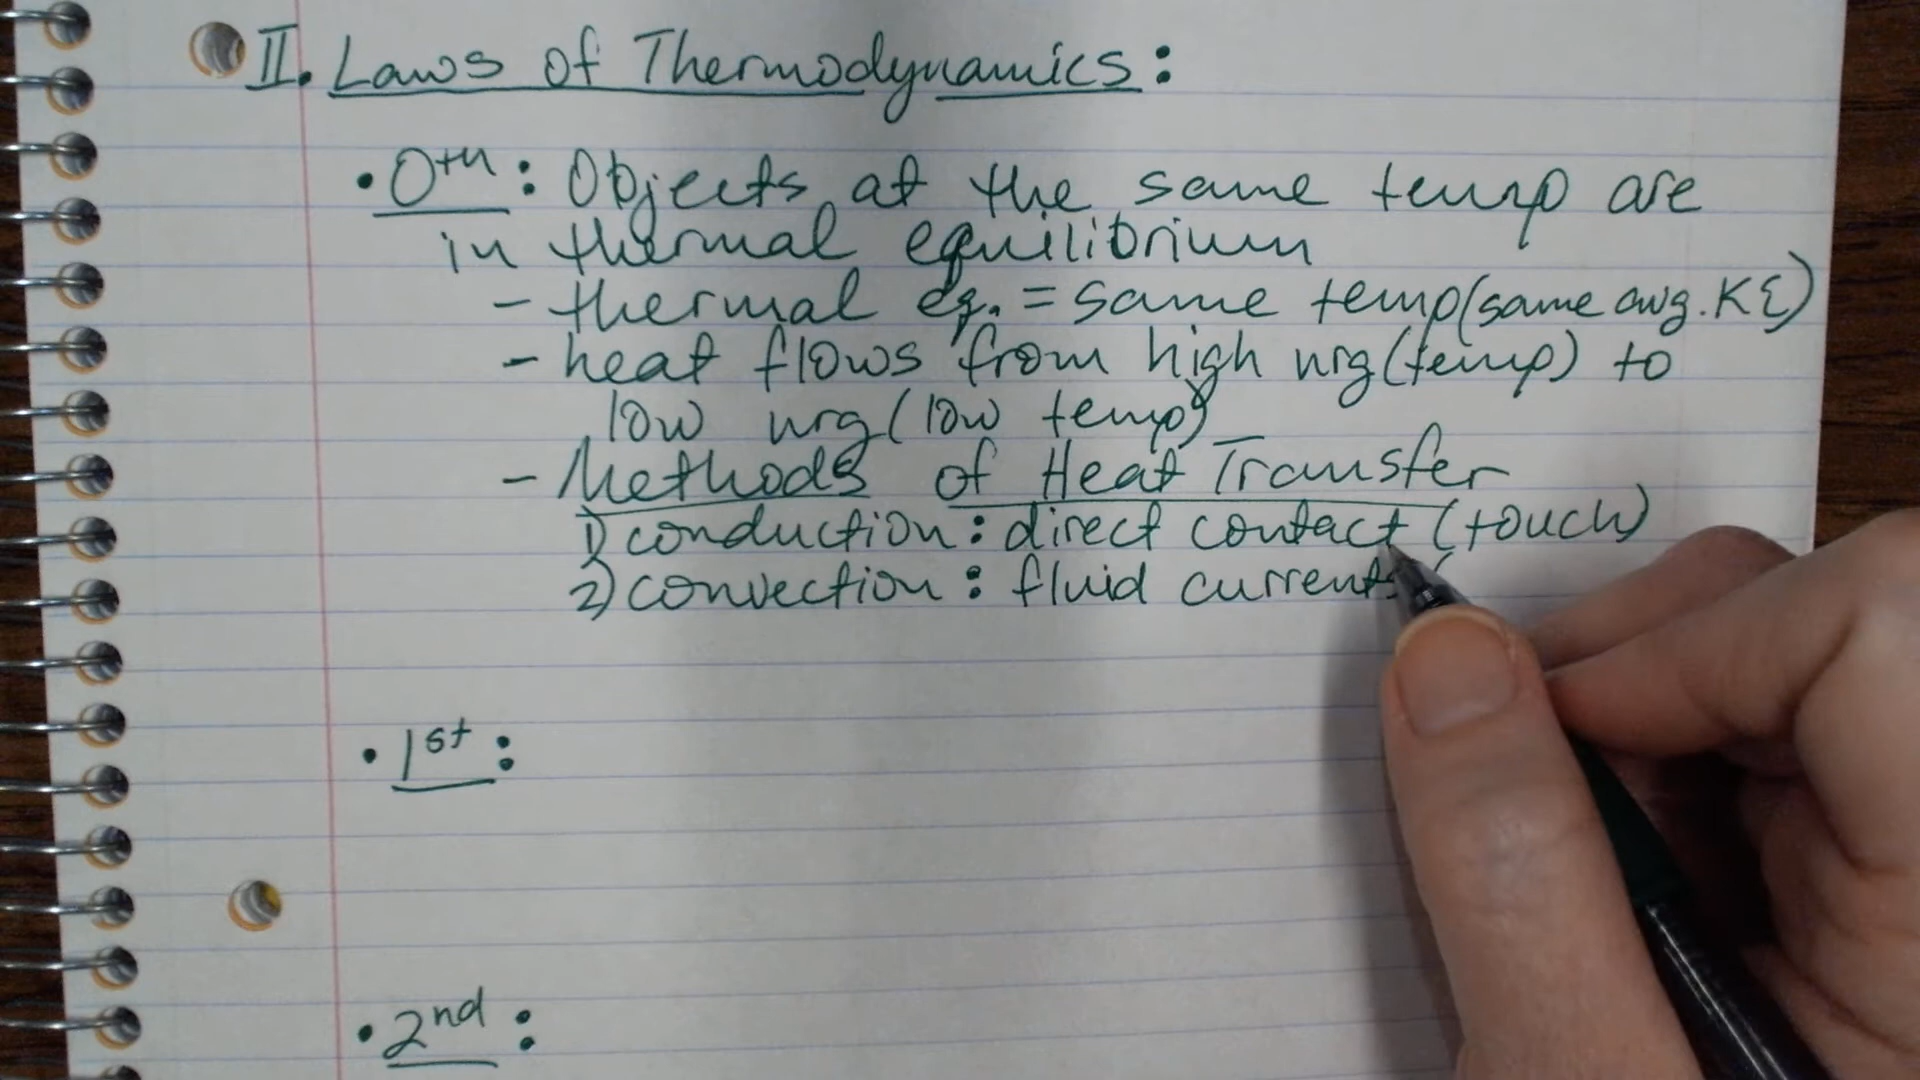 II. Laws of Thermodynamics:
• 0th: Objects at the same temp are
in thermal equilibrium
- thermal eq. = same temp (same avg. KE)
- heat flows from high nrg (temp) to
low nrg (low temp)
- Methods of Heat Transfer
1) conduction: direct contact (touch)
2) convection: fluid currents (
• 1st:
• 2nd: